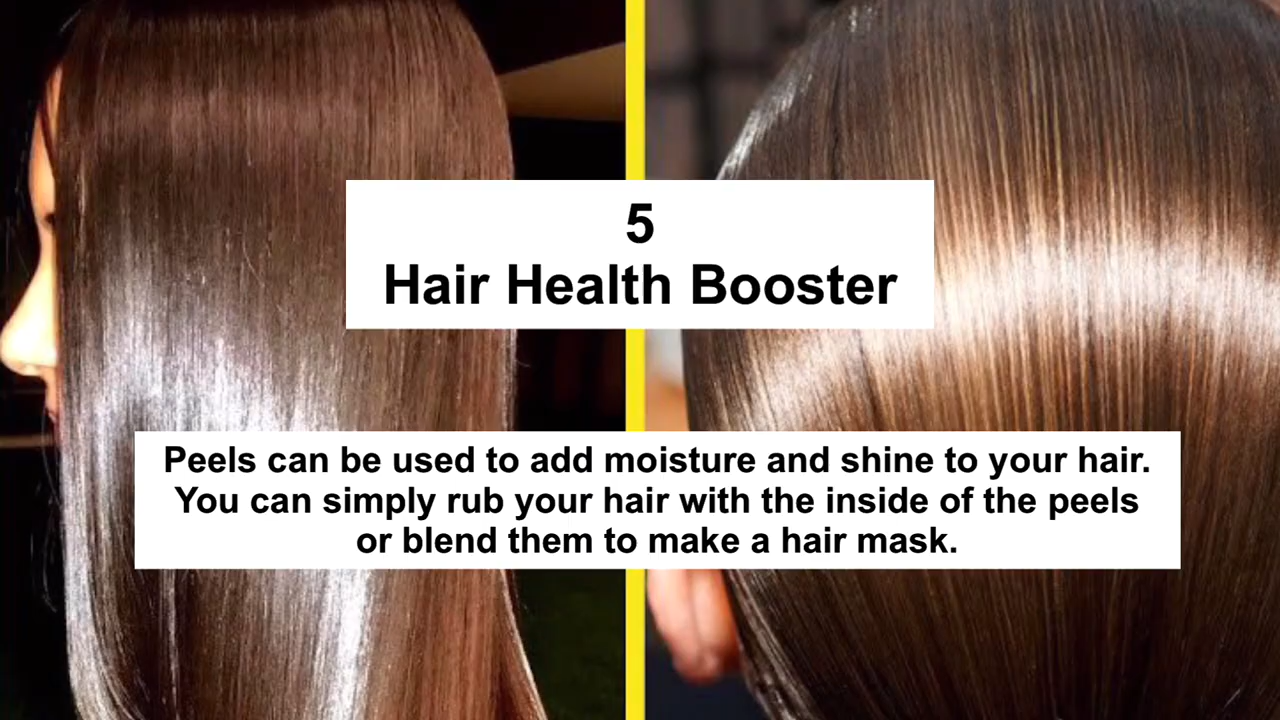 5
Hair Health Booster
Peels can be used to add moisture and shine to your hair.
You can simply rub your hair with the inside of the peels
or blend them to make a hair mask.